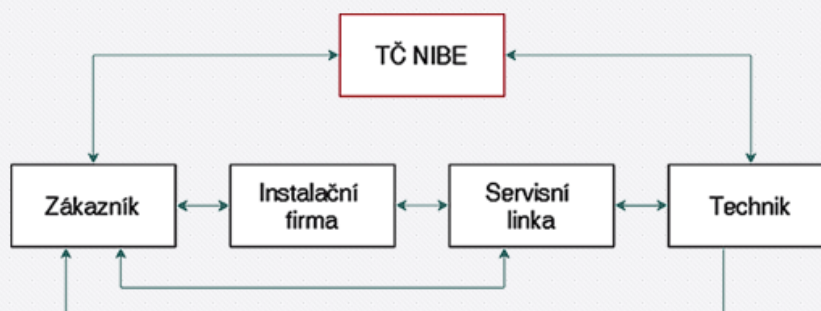 TČ NIBE
Zákazník
Instalační
firma
Servisní
linka
Technik